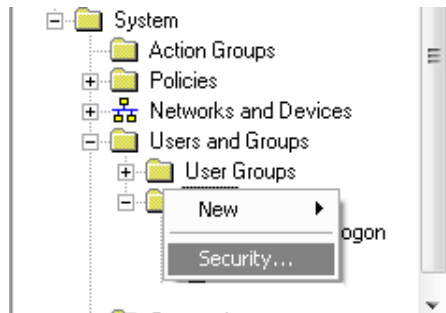 System
Action Groups
Policies
Networks and Devices
Users and Groups
User Groups
New
ogon
Security...